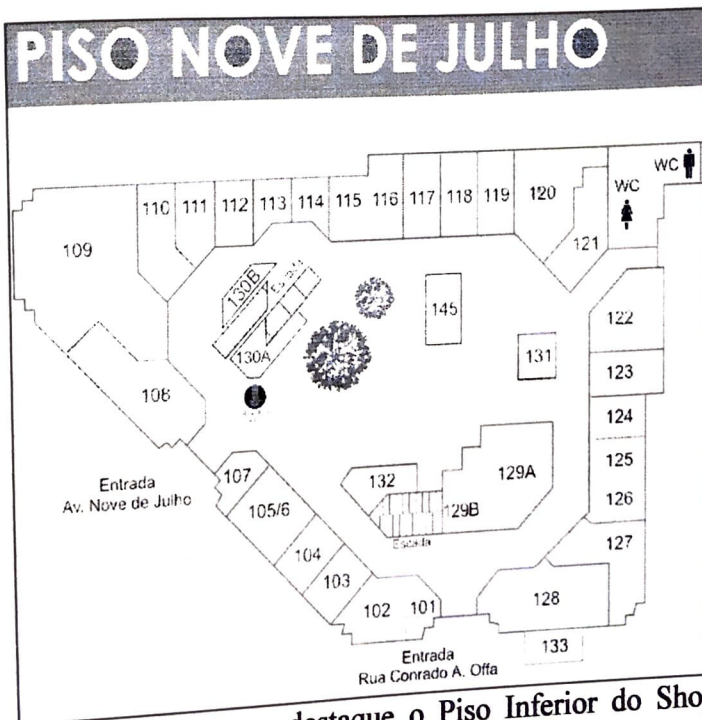 PISO NOVE DE JULHO
WC
WC
110 111 112 113 114 115 116 117 118 119 120
109
121
130B
145
122
130A
131
123
108
124
Entrada
Av. Nove de Julho
107
132
129A
125
105/6
129B
126
Escada
104
127
103
102 101
128
133
Entrada
Rua Conrado A. Offa
destaque o Piso Inferior do Sho